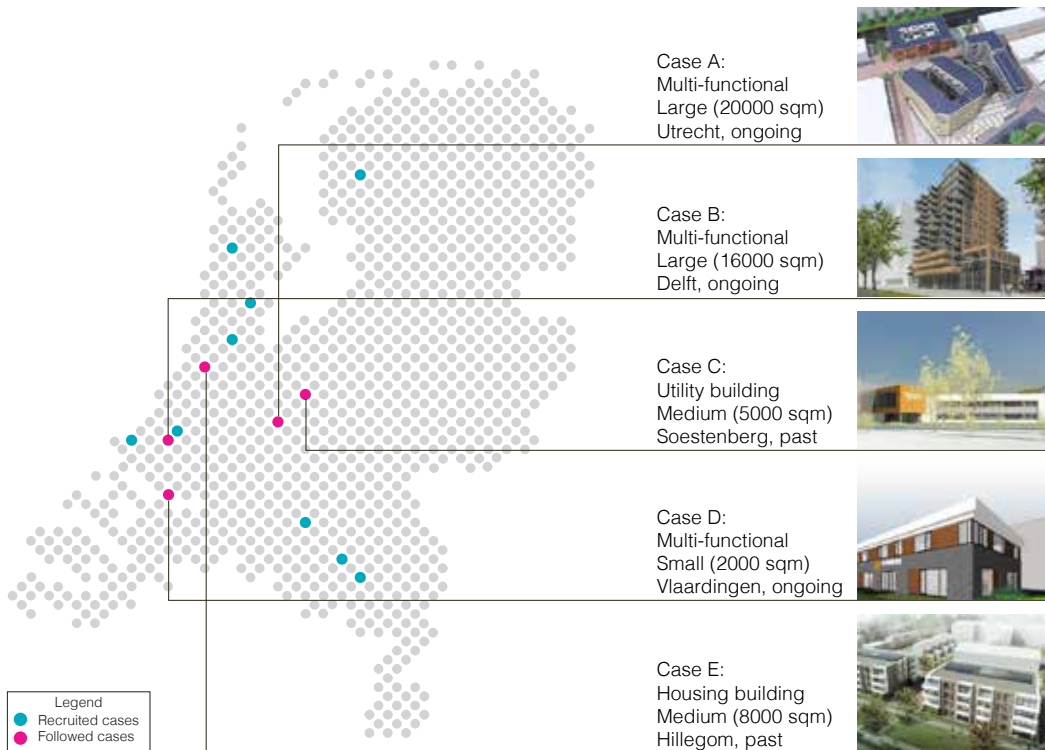 Case A:
Multi-functional
Large (20000 sqm)
Utrecht, ongoing
Case B:
Multi-functional
Large (16000 sqm)
Delft, ongoing
Case C:
Utility building
Medium (5000 sqm)
Soestenberg, past
Case D:
Multi-functional
Small (2000 sqm)
Vlaardingen, ongoing
Case E:
Housing building
Medium (8000 sqm)
Hillegom, past
Legend
Recruited cases
Followed cases